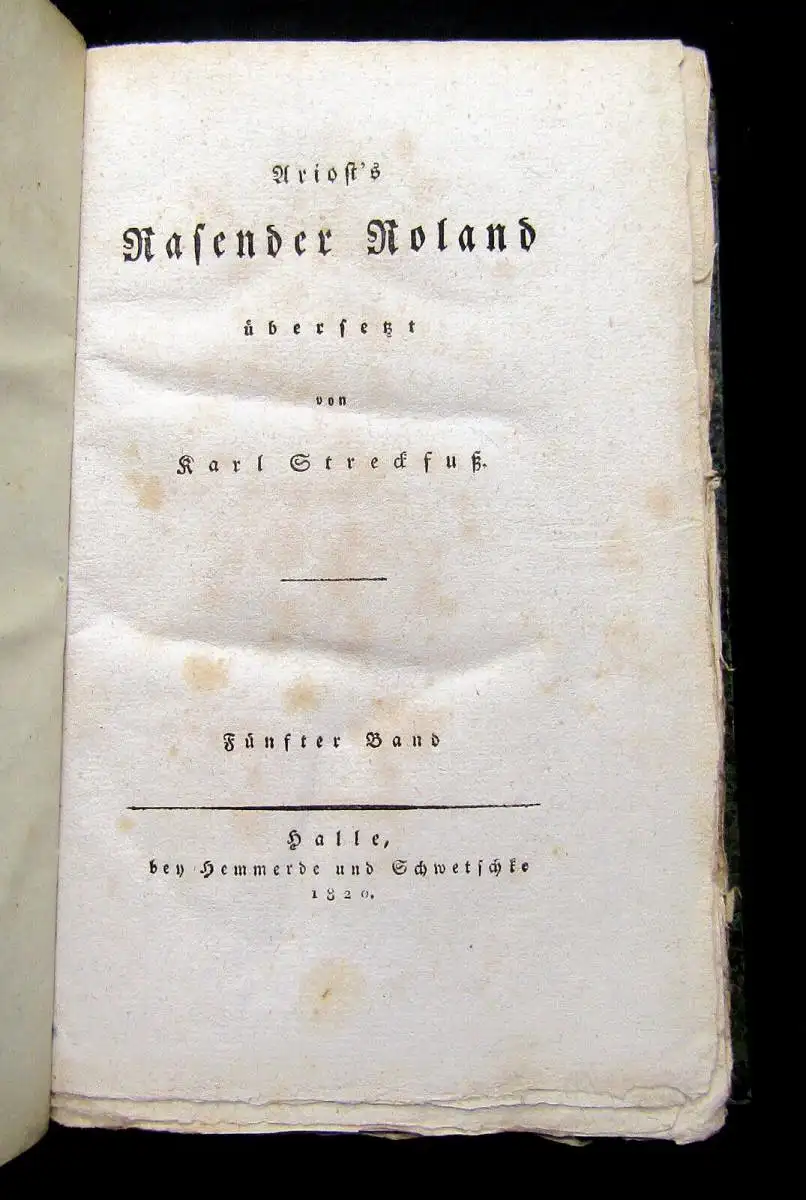 Arioſt's
Raſender Roland
überſetzt
von
Karl Streckfuß.
Fünfter Band
Halle,
bey Hemmerde und Schwetſchke
1820.